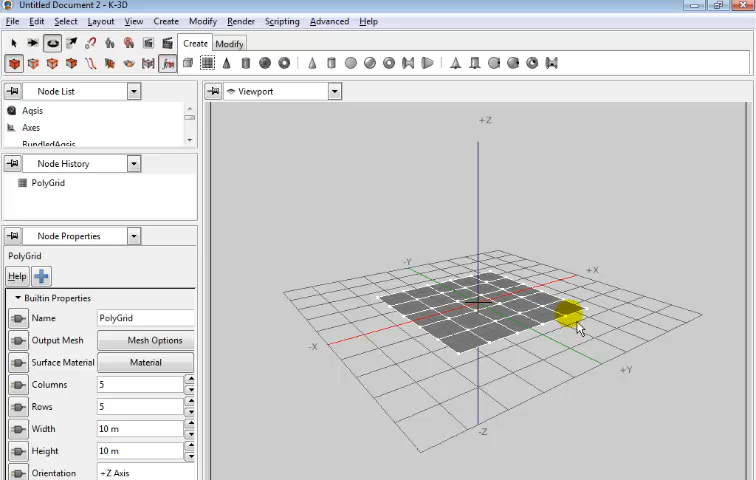 Untitled Document 2 - K-3D
File Edit Select Layout View Create Modify Render Scripting Advanced Help
Create Modify
Node List
Aqsis
Axes
BundledAqsis
Node History
PolyGrid
Node Properties
PolyGrid
Help
Builtin Properties
Name PolyGrid
Output Mesh Mesh Options
Surface Material Material
Columns 5
Rows 5
Width 10 m
Height 10 m
Orientation +Z Axis
Viewport
+Z
-Y
+X
-X
+Y
-Z